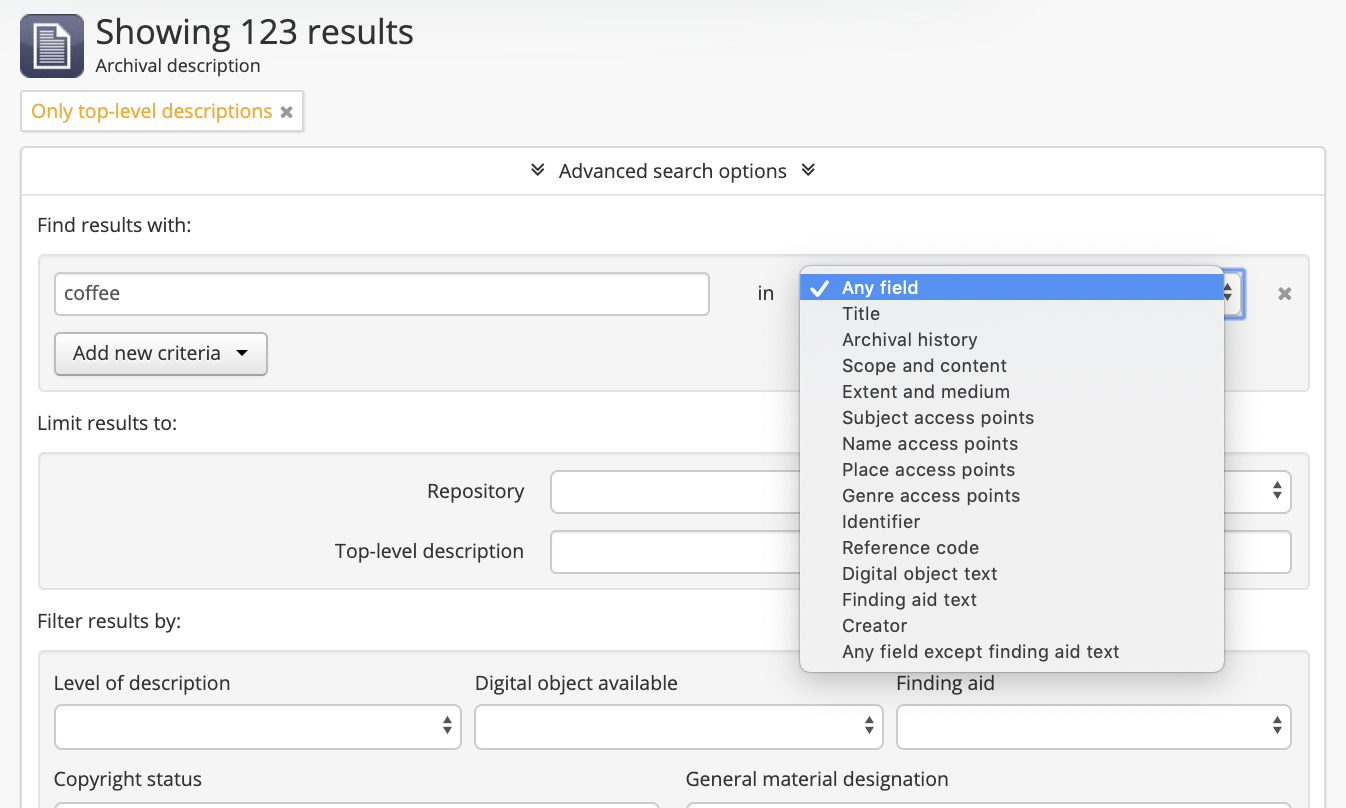 Showing 123 results
Archival description
Only top-level descriptions ×
Advanced search options
Find results with:
coffee
in
Any field
Title
Archival history
Scope and content
Extent and medium
Subject access points
Name access points
Place access points
Genre access points
Identifier
Reference code
Digital object text
Finding aid text
Creator
Any field except finding aid text
Add new criteria
Limit results to:
Repository
Top-level description
Filter results by:
Level of description
Digital object available
Finding aid
Copyright status
General material designation